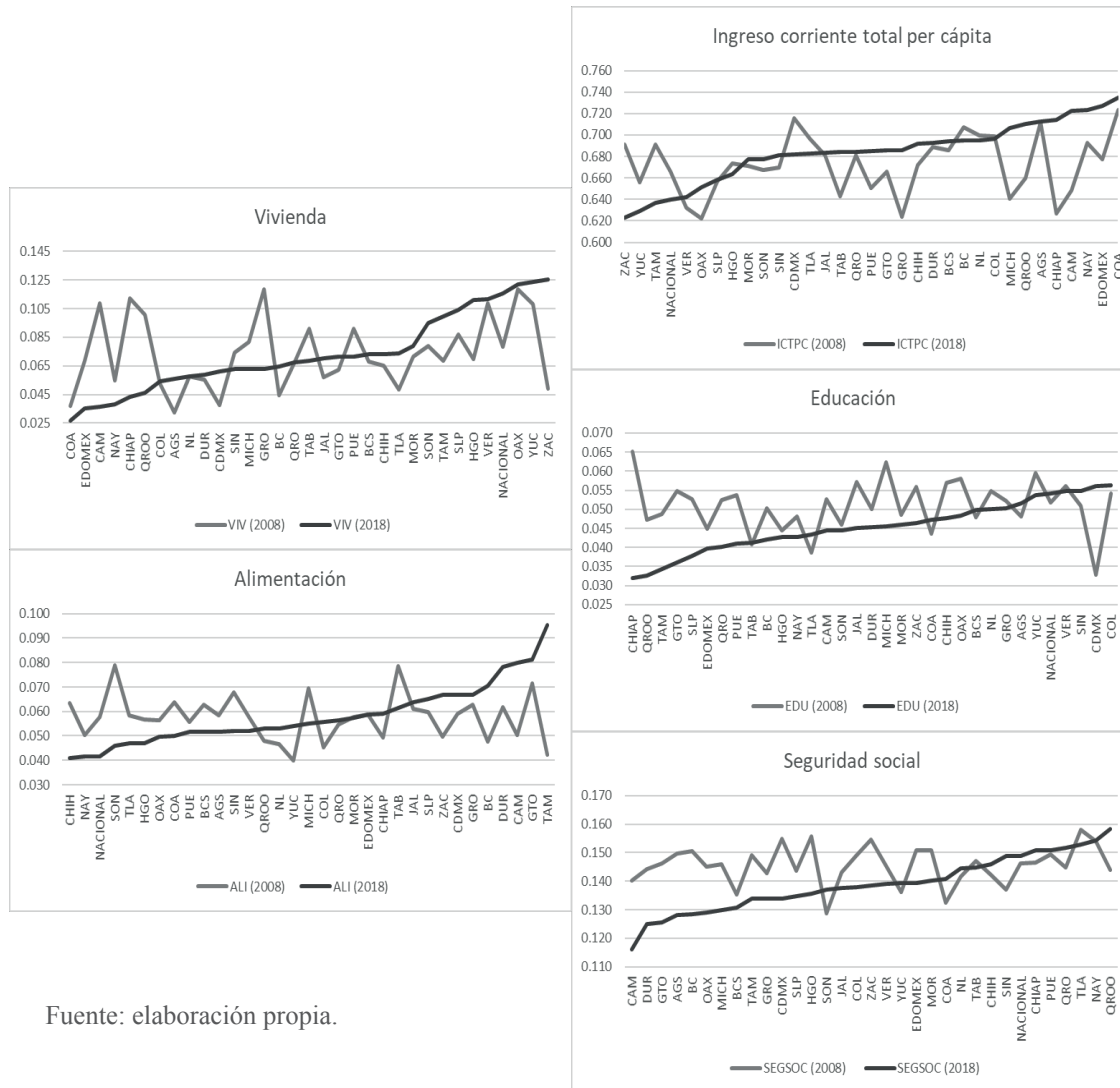 Vivienda
0.145
0.125
0.105
0.085
0.065
0.045
0.025
COA
EDOMEX
CAM
NAY
CHIAP
QROO
COL
AGS
NL
DUR
CDMX
SIN
MICH
GRO
BC
QRO
TAB
JAL
GTO
PUE
BCS
CHIH
TLA
MOR
SON
TAM
SLP
HGO
VER
NACIONAL
OAX
YUC
ZAC
VIV (2008) VIV (2018)
Alimentación
0.100
0.090
0.080
0.070
0.060
0.050
0.040
0.030
CHIH
NAY
NACIONAL
SON
TLA
HGO
OAX
COA
PUE
BCS
AGS
SIN
VER
QROO
NL
YUC
MICH
COL
QRO
MOR
EDOMEX
CHIAP
TAB
JAL
SLP
ZAC
CDMX
GRO
BC
DUR
CAM
GTO
TAM
ALI (2008) ALI (2018)
Fuente: elaboración propia.
Ingreso corriente total per cápita
0.760
0.740
0.720
0.700
0.680
0.660
0.640
0.620
0.600
ZAC
YUC
TAM
NACIONAL
VER
OAX
SLP
HGO
MOR
SON
SIN
CDMX
TLA
JAL
TAB
QRO
PUE
GTO
GRO
CHIH
DUR
BCS
BC
NL
COL
MICH
QROO
AGS
CHIAP
CAM
NAY
EDOMEX
COA
ICTPC (2008) ICTPC (2018)
Educación
0.070
0.065
0.060
0.055
0.050
0.045
0.040
0.035
0.030
0.025
CHIAP
QROO
TAM
GTO
SLP
EDOMEX
QRO
PUE
TAB
BC
HGO
NAY
TLA
CAM
SON
JAL
DUR
MICH
MOR
ZAC
COA
CHIH
OAX
BCS
NL
GRO
AGS
YUC
NACIONAL
VER
SIN
CDMX
COL
EDU (2008) EDU (2018)
Seguridad social
0.170
0.160
0.150
0.140
0.130
0.120
0.110
CAM
DUR
GTO
AGS
BC
OAX
MICH
BCS
TAM
GRO
CDMX
SLP
HGO
SON
JAL
COL
ZAC
VER
YUC
EDOMEX
MOR
COA
NL
TAB
CHIH
SIN
NACIONAL
CHIAP
PUE
QRO
TLA
NAY
QROO
SEGSOC (2008) SEGSOC (2018)